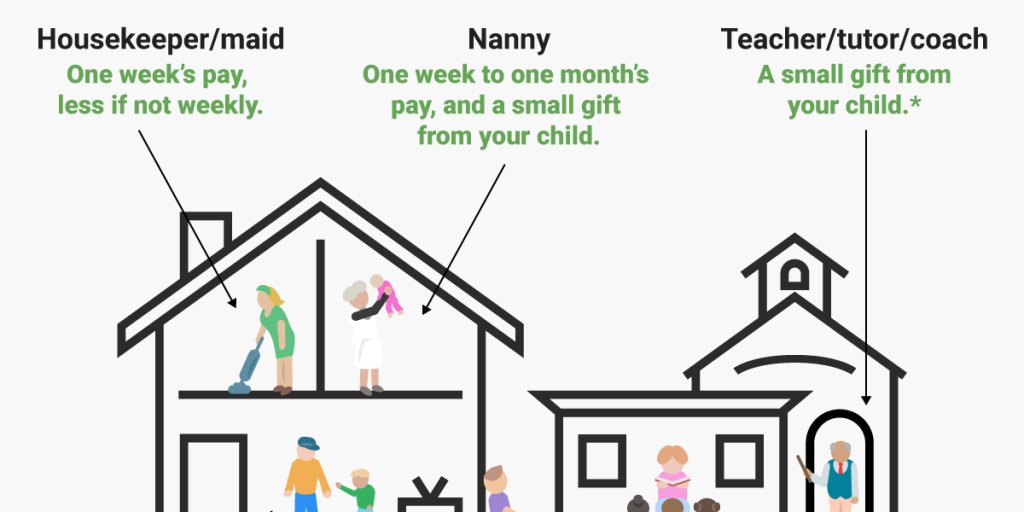 Housekeeper/maid
One week's pay,
less if not weekly.
Nanny
One week to one month's
pay, and a small gift
from your child.
Teacher/tutor/coach
A small gift from
your child.*